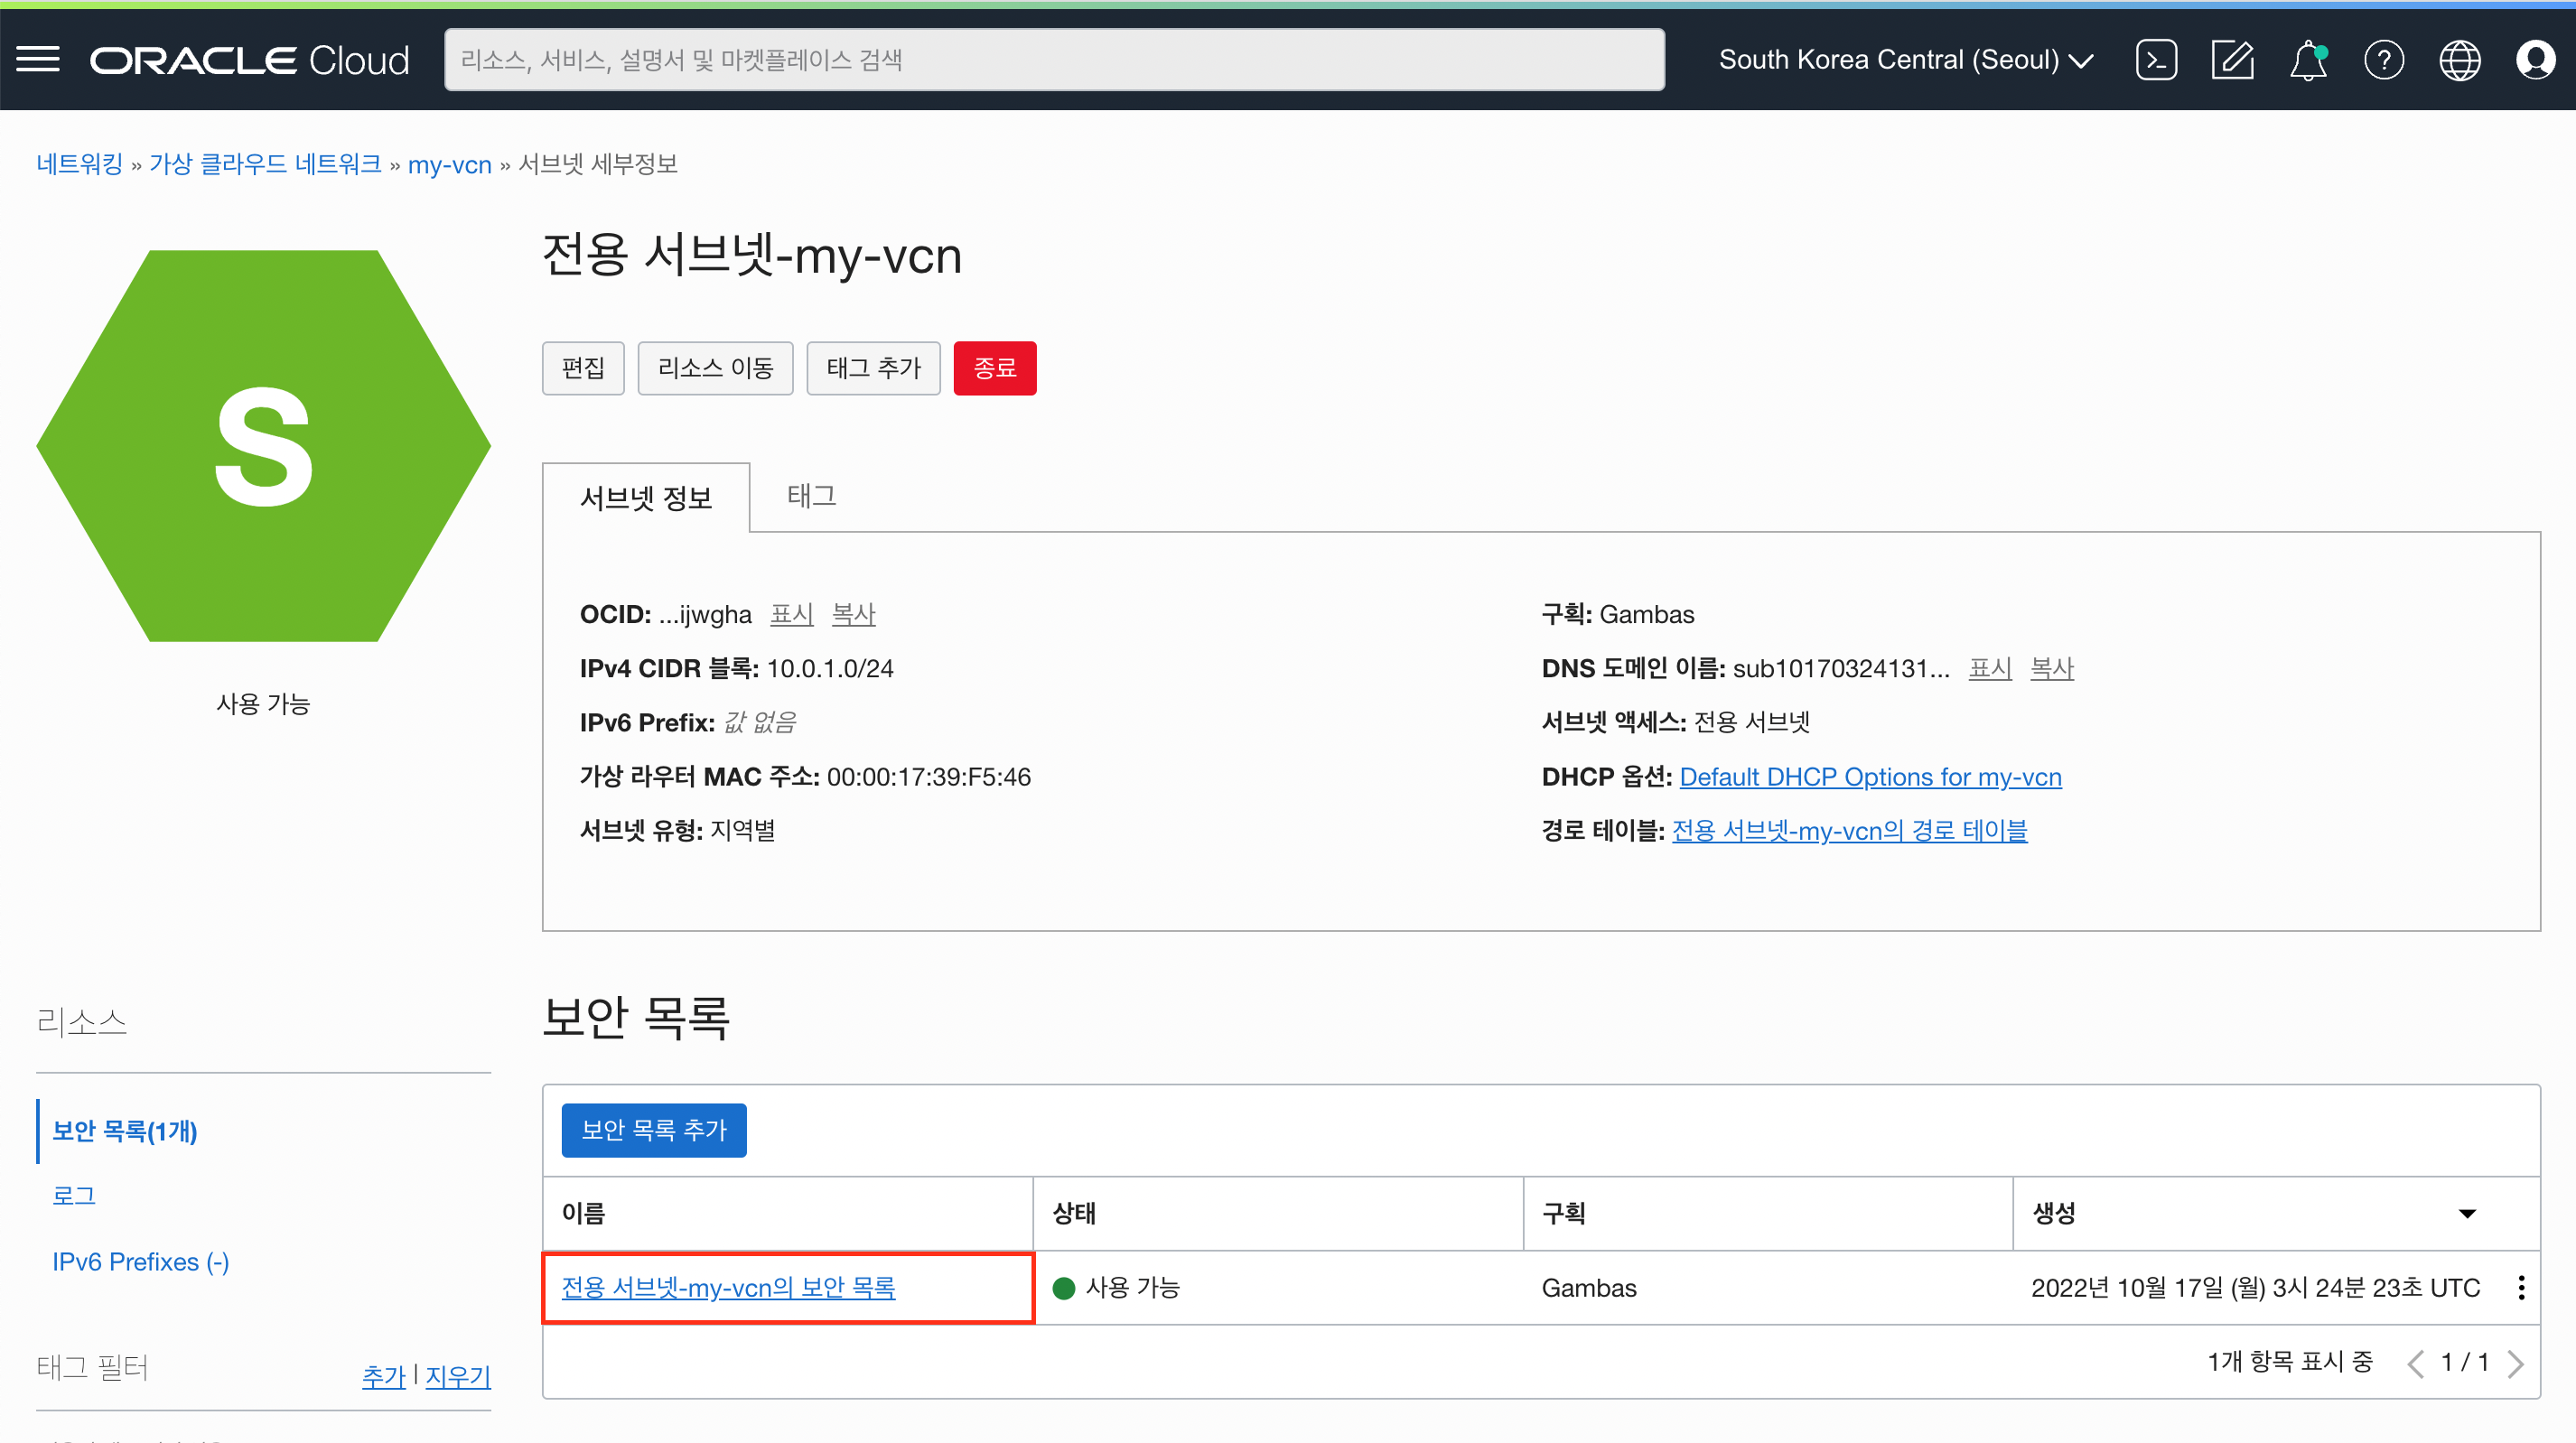 ORACLE Cloud
리소스, 서비스, 설명서 및 마켓플레이스 검색
South Korea Central (Seoul)
네트워킹 » 가상 클라우드 네트워크 » my-vcn » 서브넷 세부정보
S
사용 가능
전용 서브넷-my-vcn
편집 리소스 이동 태그 추가 종료
서브넷 정보 태그
OCID: ...ijwgha 표시 복사
IPv4 CIDR 블록: 10.0.1.0/24
IPv6 Prefix: 값 없음
가상 라우터 MAC 주소: 00:00:17:39:F5:46
서브넷 유형: 지역별
구획: Gambas
DNS 도메인 이름: sub10170324131... 표시 복사
서브넷 액세스: 전용 서브넷
DHCP 옵션: Default DHCP Options for my-vcn
경로 테이블: 전용 서브넷-my-vcn의 경로 테이블
리소스
보안 목록(1개)
로그
IPv6 Prefixes (-)
태그 필터 추가 | 지우기
보안 목록
보안 목록 추가
이름 상태 구획 생성
전용 서브넷-my-vcn의 보안 목록 사용 가능 Gambas 2022년 10월 17일 (월) 3시 24분 23초 UTC
1개 항목 표시 중 1 / 1